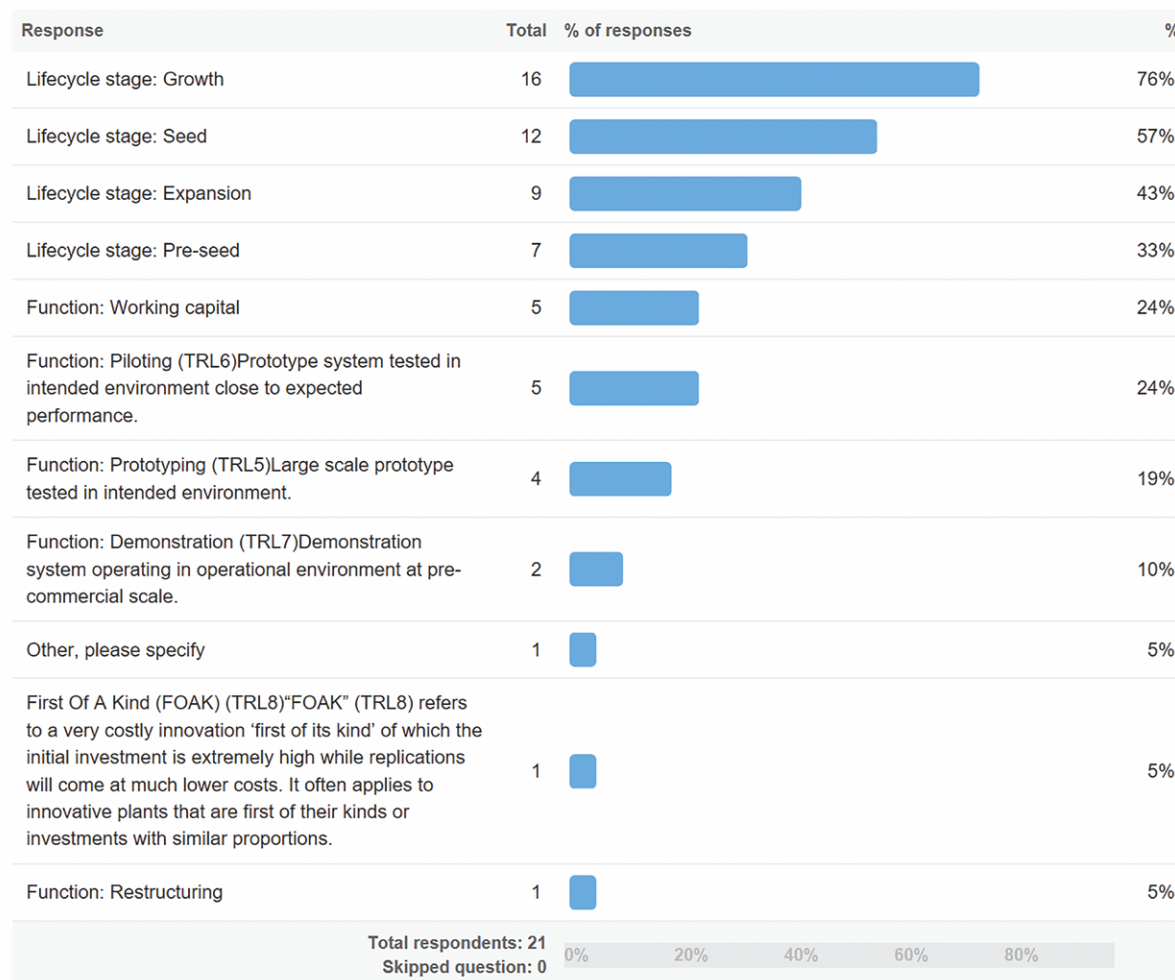 Response Total % of responses %
Lifecycle stage: Growth 16 76%
Lifecycle stage: Seed 12 57%
Lifecycle stage: Expansion 9 43%
Lifecycle stage: Pre-seed 7 33%
Function: Working capital 5 24%
Function: Piloting (TRL6)Prototype system tested in
intended environment close to expected 5 24%
performance.
Function: Prototyping (TRL5)Large scale prototype
tested in intended environment. 4 19%
Function: Demonstration (TRL7)Demonstration
system operating in operational environment at pre- 2 10%
commercial scale.
Other, please specify 1 5%
First Of A Kind (FOAK) (TRL8)“FOAK” (TRL8) refers
to a very costly innovation ‘first of its kind’ of which the
initial investment is extremely high while replications
will come at much lower costs. It often applies to 1 5%
innovative plants that are first of their kinds or
investments with similar proportions.
Function: Restructuring 1 5%
Total respondents: 21
Skipped question: 0
0% 20% 40% 60% 80%